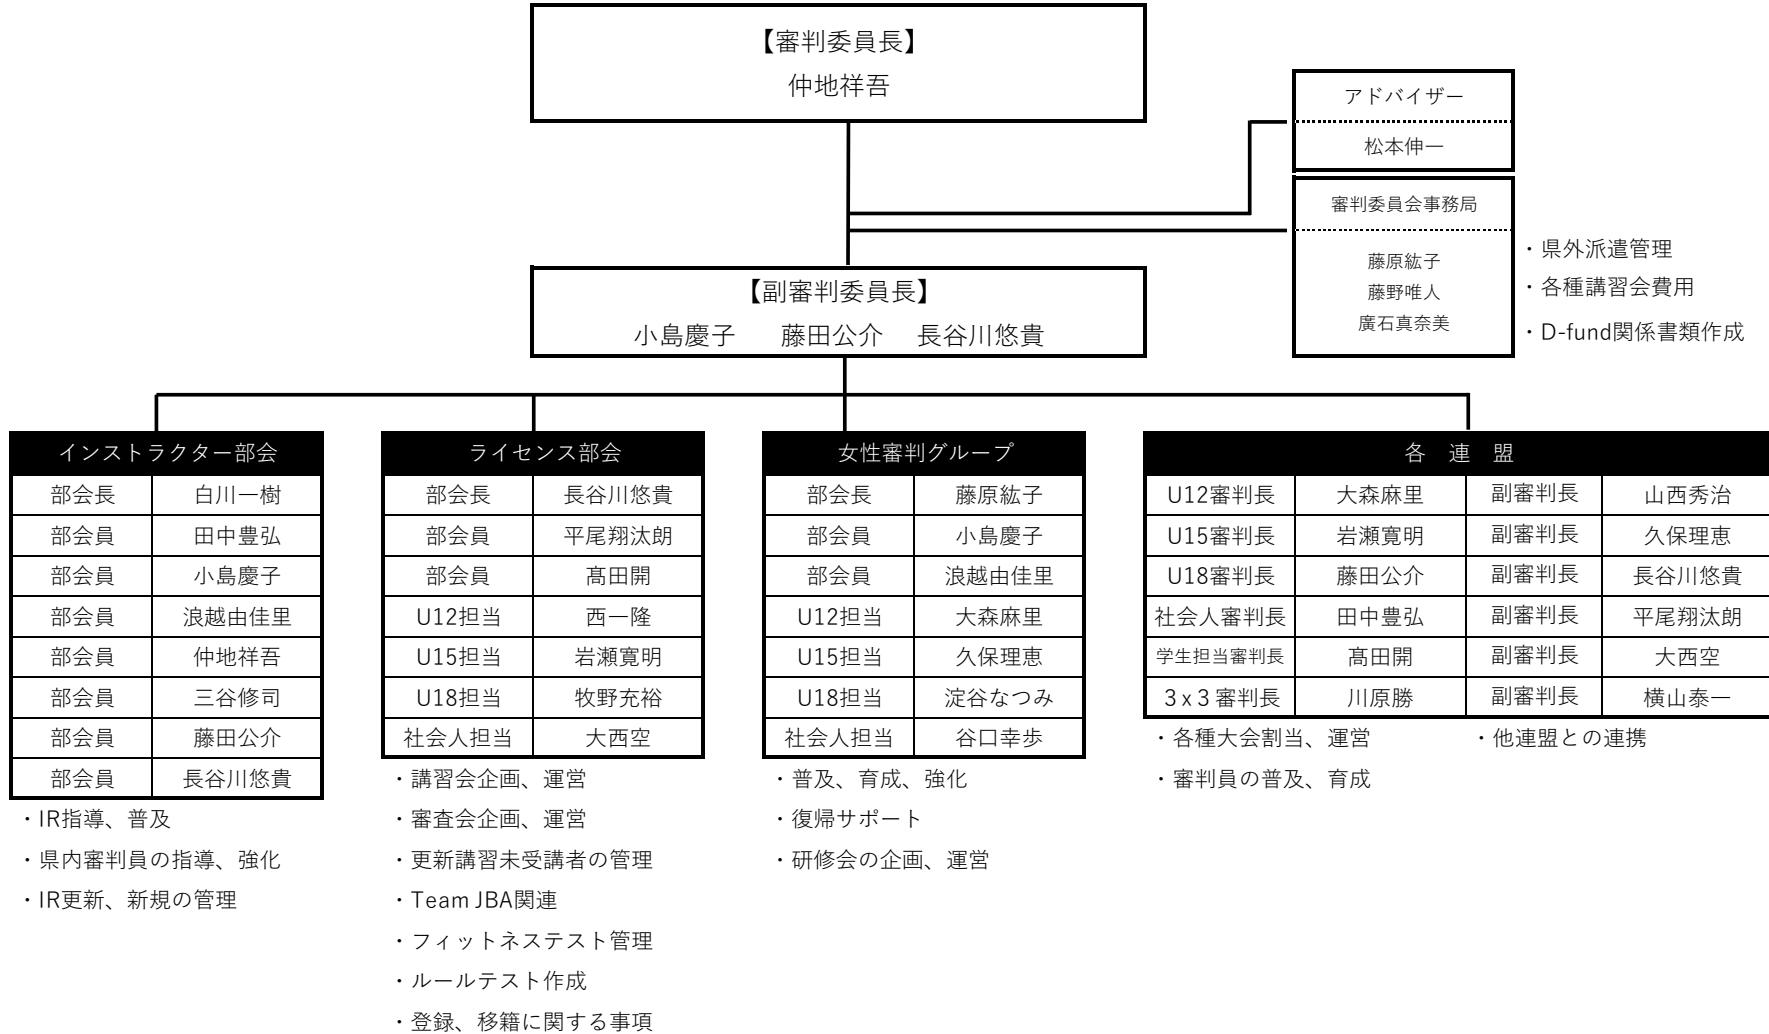 【審判委員長】
仲地祥吾
アドバイザー
松本伸一
審判委員会事務局
藤原紘子
藤野唯人
廣石真奈美
・県外派遣管理
・各種講習会費用
・D-fund関係書類作成
【副審判委員長】
小島慶子 藤田公介 長谷川悠貴
インストラクター部会
部会長 白川一樹
部会員 田中豊弘
部会員 小島慶子
部会員 浪越由佳里
部会員 仲地祥吾
部会員 三谷修司
部会員 藤田公介
部会員 長谷川悠貴
・IR指導、普及
・県内審判員の指導、強化
・IR更新、新規の管理
ライセンス部会
部会長 長谷川悠貴
部会員 平尾翔汰朗
部会員 髙田開
U12担当 西一隆
U15担当 岩瀬寛明
U18担当 牧野充裕
社会人担当 大西空
・講習会企画、運営
・審査会企画、運営
・更新講習未受講者の管理
・Team JBA関連
・フィットネステスト管理
・ルールテスト作成
・登録、移籍に関する事項
女性審判グループ
部会長 藤原紘子
部会員 小島慶子
部会員 浪越由佳里
U12担当 大森麻里
U15担当 久保理恵
U18担当 淀谷なつみ
社会人担当 谷口幸歩
・普及、育成、強化
・復帰サポート
・研修会の企画、運営
各 連 盟
U12審判長 大森麻里 副審判長 山西秀治
U15審判長 岩瀬寛明 副審判長 久保理恵
U18審判長 藤田公介 副審判長 長谷川悠貴
社会人審判長 田中豊弘 副審判長 平尾翔汰朗
学生担当審判長 髙田開 副審判長 大西空
3x3審判長 川原勝 副審判長 横山泰一
・各種大会割当、運営 ・他連盟との連携
・審判員の普及、育成